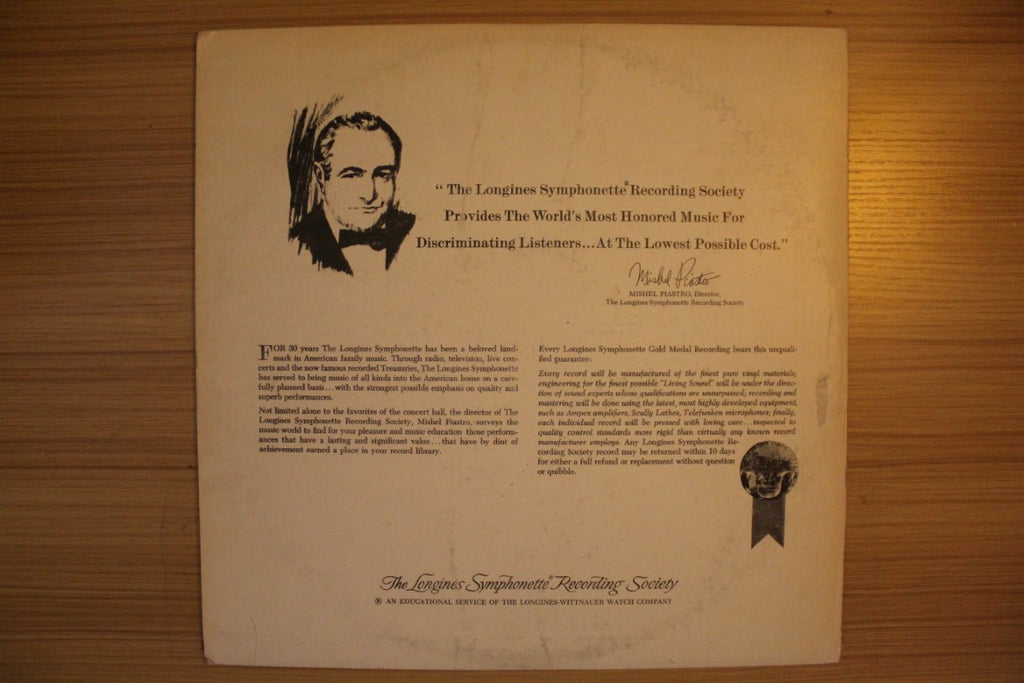 “ The Longines Symphonette® Recording Society
Provides The World's Most Honored Music For
Discriminating Listeners...At The Lowest Possible Cost.”
Mishel Piastro
MISHEL PIASTRO, Director,
The Longines Symphonette Recording Society
FOR 30 years The Longines Symphonette has been a beloved land-
mark in American family music. Through radio, television, live con-
certs and the now famous recorded Treasuries, The Longines Symphonette
has served to bring music of all kinds into the American home on a care-
fully planned basis...with the strongest possible emphasis on quality and
superb performances.
Not limited alone to the favorites of the concert hall, the director of The
Longines Symphonette Recording Society, Mishel Piastro, surveys the
music world to find for your pleasure and music education those perform-
ances that have a lasting and significant value...that have by dint of
achievement earned a place in your record library.
Every Longines Symphonette Gold Medal Recording bears this unquali-
fied guarantee:
Every record will be manufactured of the finest pure vinyl materials;
engineering for the finest possible “Living Sound” will be under the direc-
tion of sound experts whose qualifications are unsurpassed; recording and
mastering will be done using the latest, most highly developed equipment,
such as Ampex amplifiers, Scully Lathes, Telefunken microphones; finally,
each individual record will be pressed with loving care...inspected to
quality control standards more rigid than virtually any known record
manufacturer employs. Any Longines Symphonette Re-
cording Society record may be returned within 10 days
for either a full refund or replacement without question
or quibble.
The Longines Symphonette® Recording Society
® AN EDUCATIONAL SERVICE OF THE LONGINES-WITTNAUER WATCH COMPANY